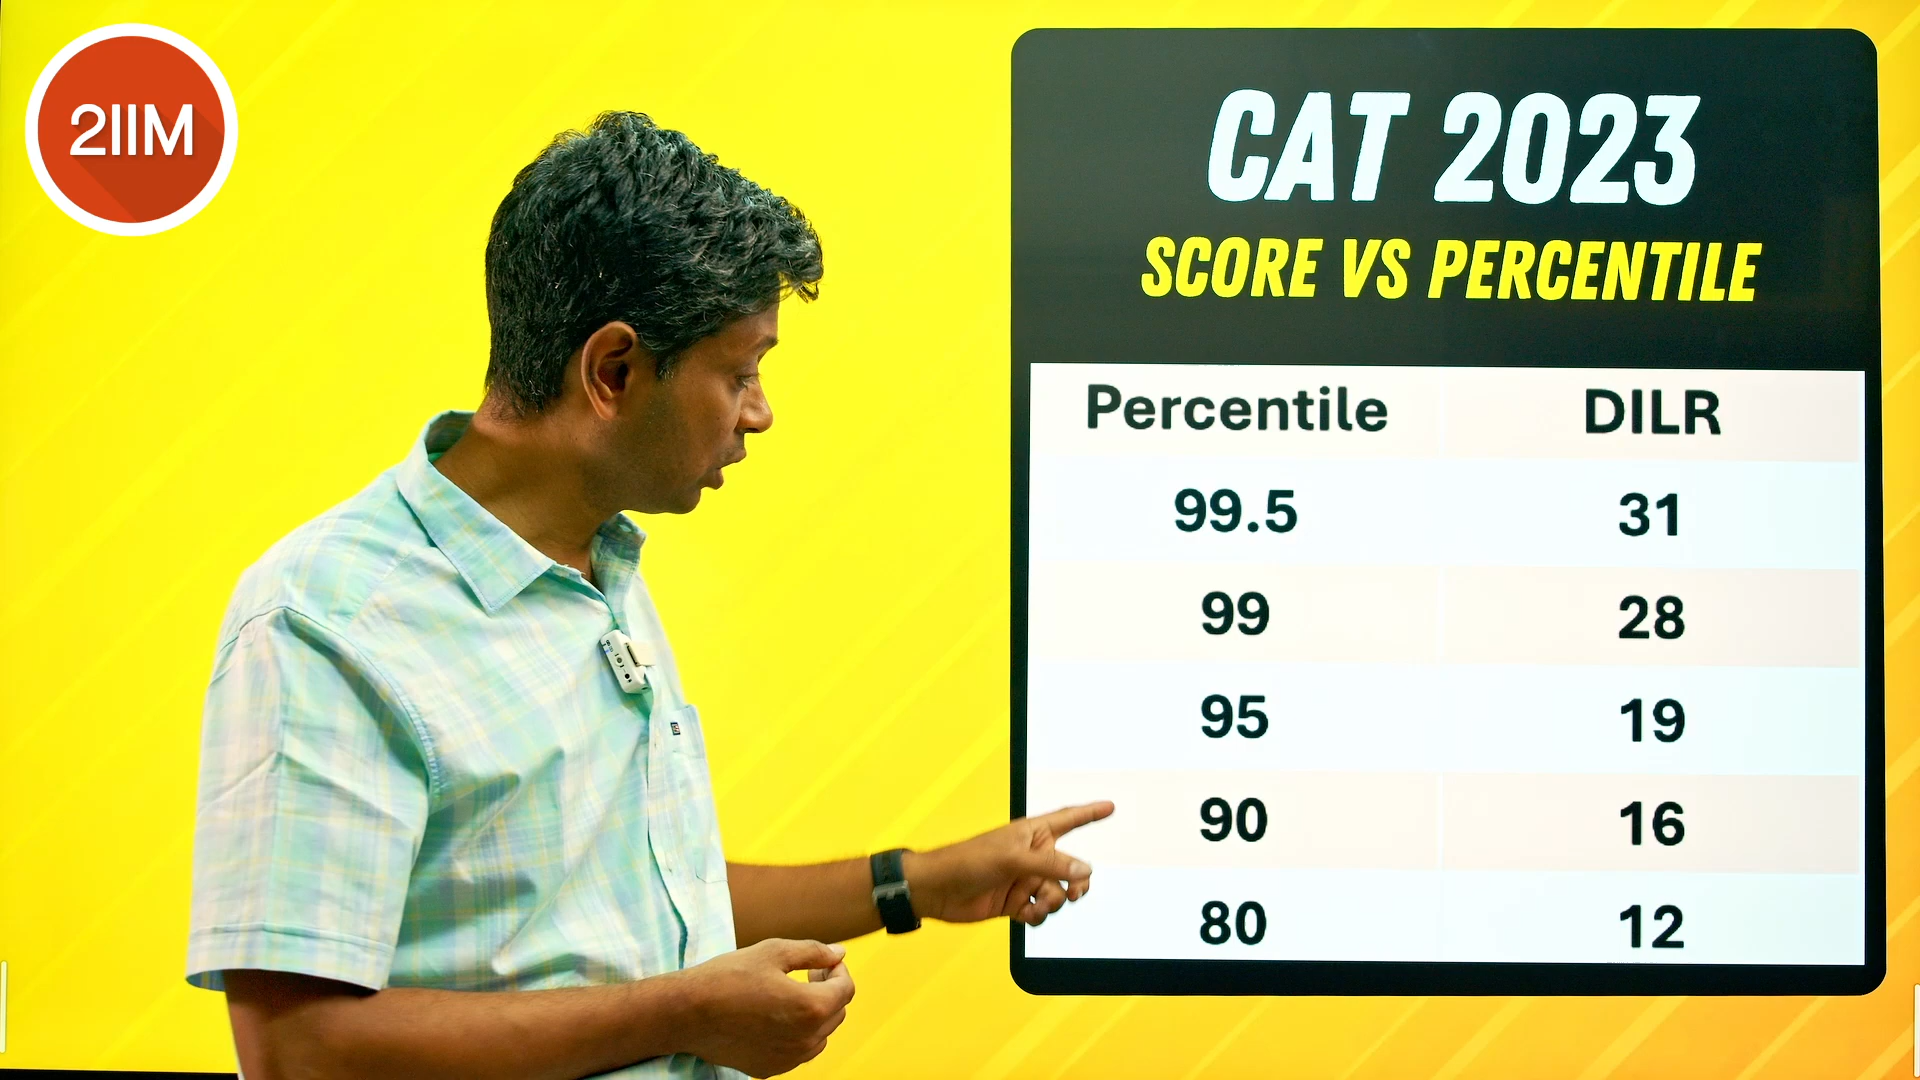 2IIM
CAT 2023
SCORE VS PERCENTILE
Percentile DILR
99.5 31
99 28
95 19
90 16
80 12